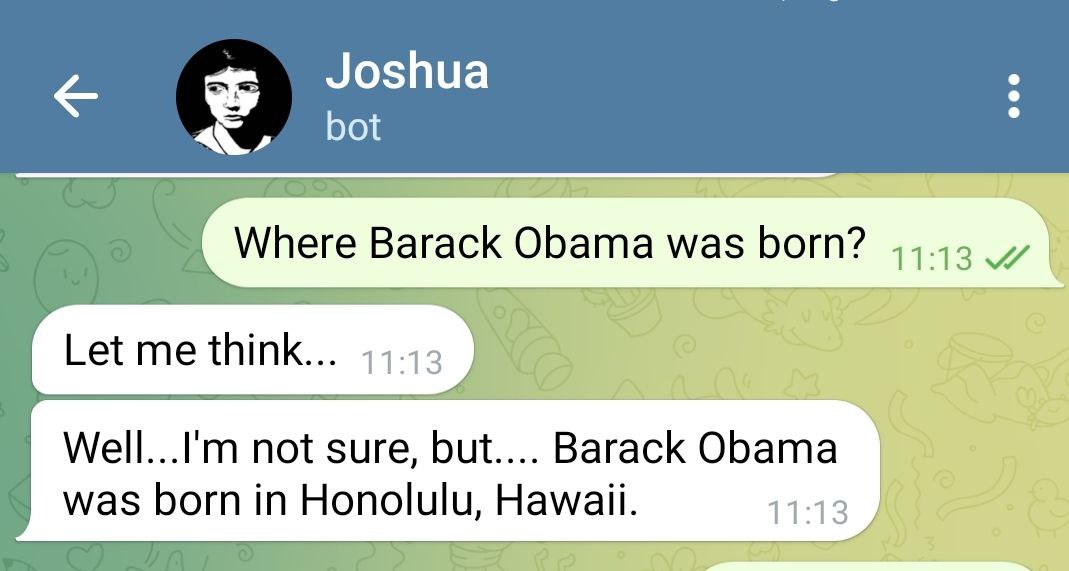 Joshua
bot
Where Barack Obama was born? 11:13
Let me think... 11:13
Well...I'm not sure, but.... Barack Obama
was born in Honolulu, Hawaii. 11:13